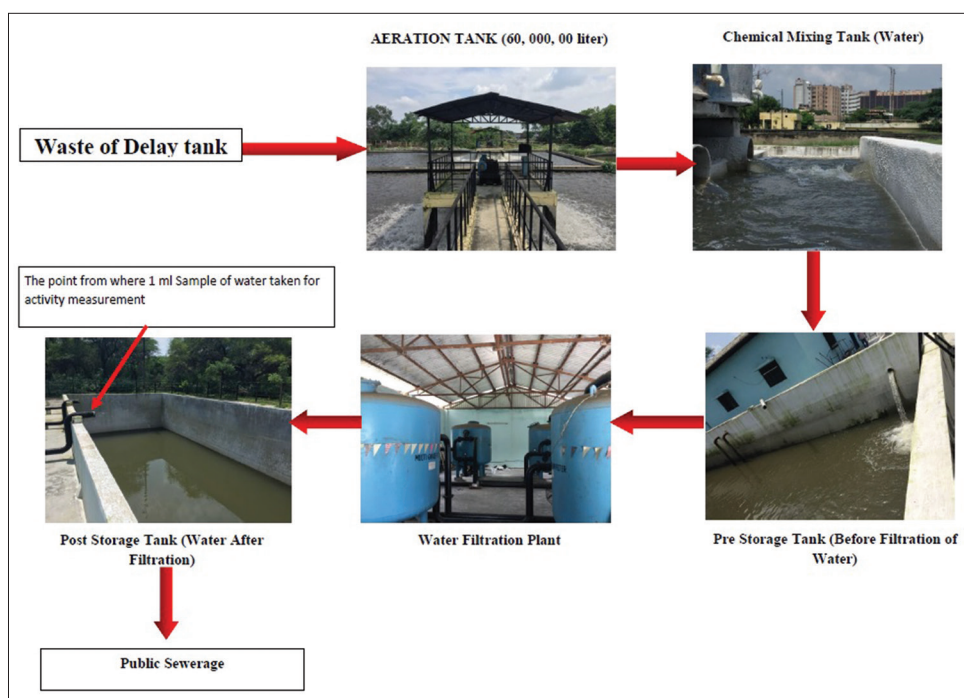 AERATION TANK (60, 000, 00 liter)
Chemical Mixing Tank (Water)
Waste of Delay tank
The point from where 1 ml Sample of water taken for
activity measurement
Post Storage Tank (Water After
Filtration)
Water Filtration Plant
Pre Storage Tank (Before Filtration of
Water)
Public Sewerage